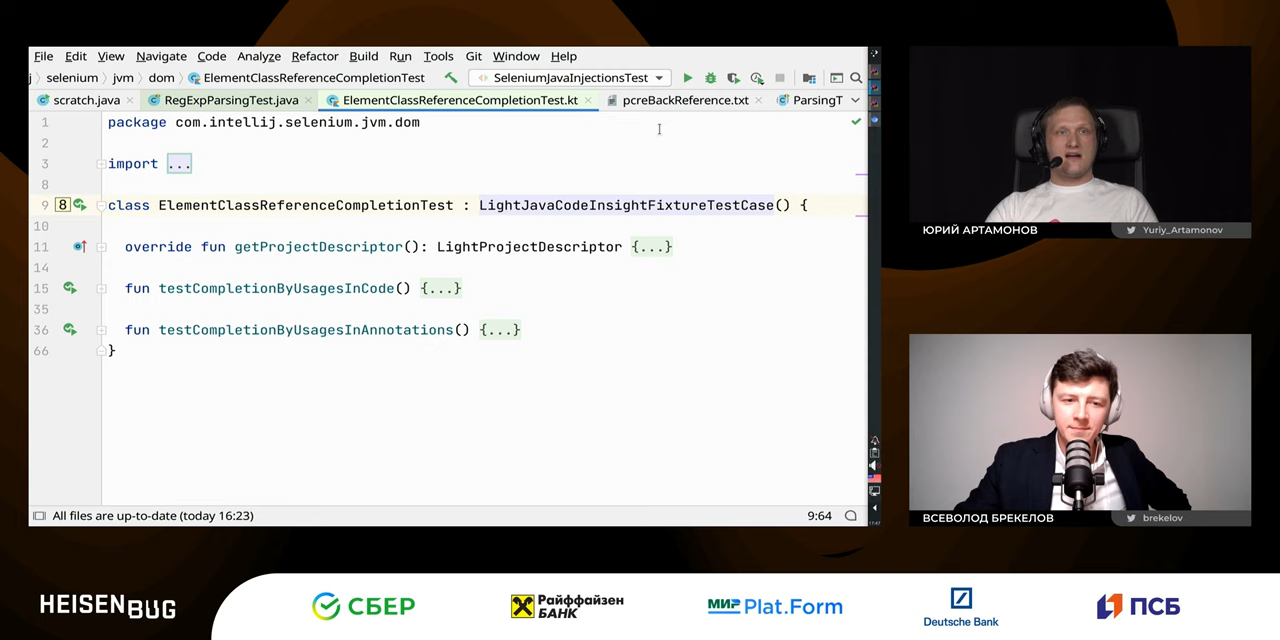 File Edit View Navigate Code Analyze Refactor Build Run Tools Git Window Help
selenium jvm dom ElementClassReferenceCompletionTest SeleniumJavaInjectionsTest
scratch.java RegExpParsingTest.java ElementClassReferenceCompletionTest.kt pcreBackReference.txt ParsingT
1 package com.intellij.selenium.jvm.dom
2
3 import ...
8
9 8 class ElementClassReferenceCompletionTest : LightJavaCodeInsightFixtureTestCase() {
10
11 override fun getProjectDescriptor(): LightProjectDescriptor {...}
14
15 fun testCompletionByUsagesInCode() {...}
35
36 fun testCompletionByUsagesInAnnotations() {...}
66 }
All files are up-to-date (today 16:23) 9:64
ЮРИЙ АРТАМОНОВ Yuriy_Artamonov
ВСЕВОЛОД БРЕКЕЛОВ brekelov
HEISENBUG
СБЕР
Райффайзен
БАНК
МИР Plat.Form
Deutsche Bank
ПСБ